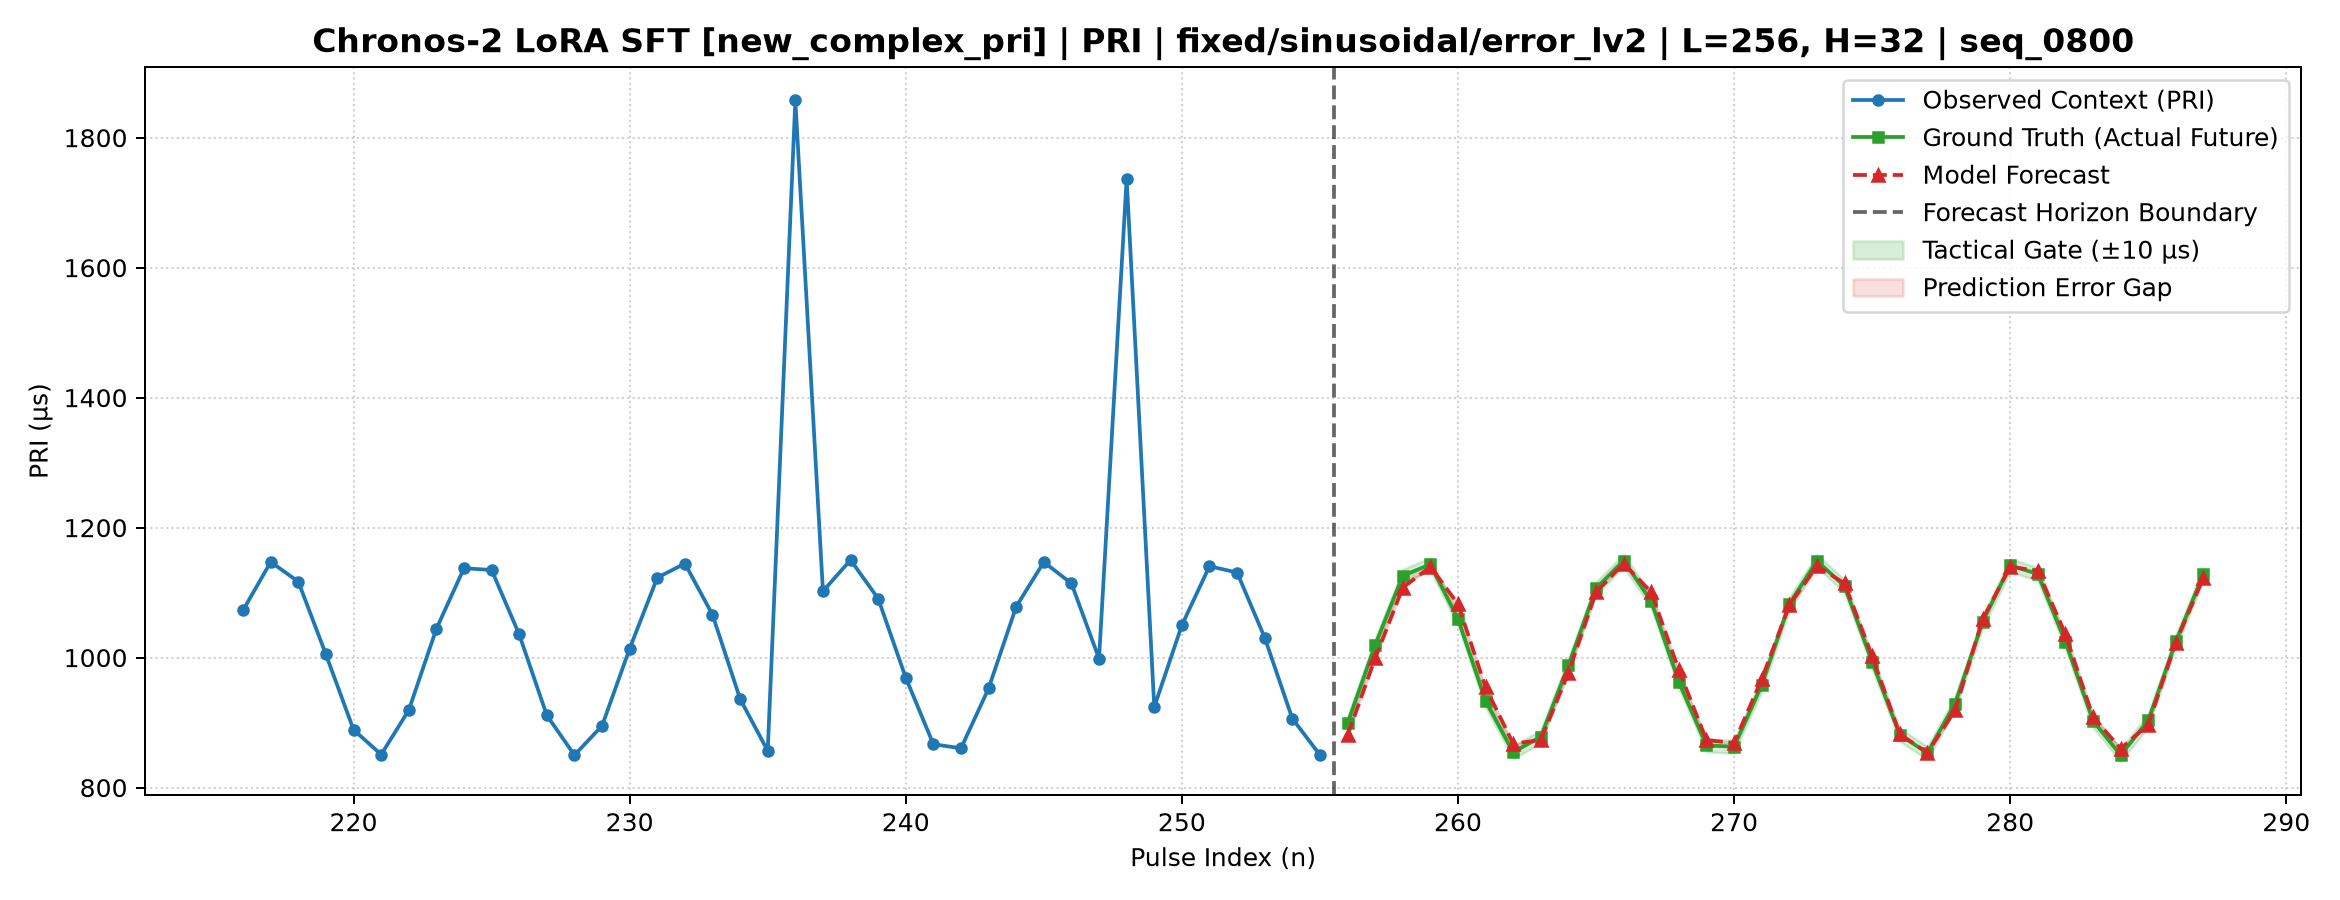 Chronos-2 LoRA SFT [new_complex_pri] | PRI | fixed/sinusoidal/error_lv2 | L=256, H=32 | seq_0800
Observed Context (PRI)
Ground Truth (Actual Future)
Model Forecast
Forecast Horizon Boundary
Tactical Gate (±10 µs)
Prediction Error Gap
PRI (µs)
1800
1600
1400
1200
1000
800
220 230 240 250 260 270 280 290
Pulse Index (n)